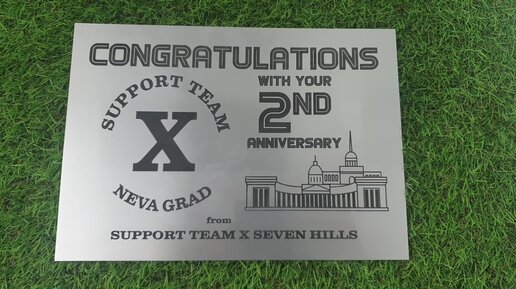 CONGRATULATIONS
WITH YOUR
2ND
ANNIVERSARY
SUPPORT TEAM
X
NEVA GRAD
from
SUPPORT TEAM X SEVEN HILLS